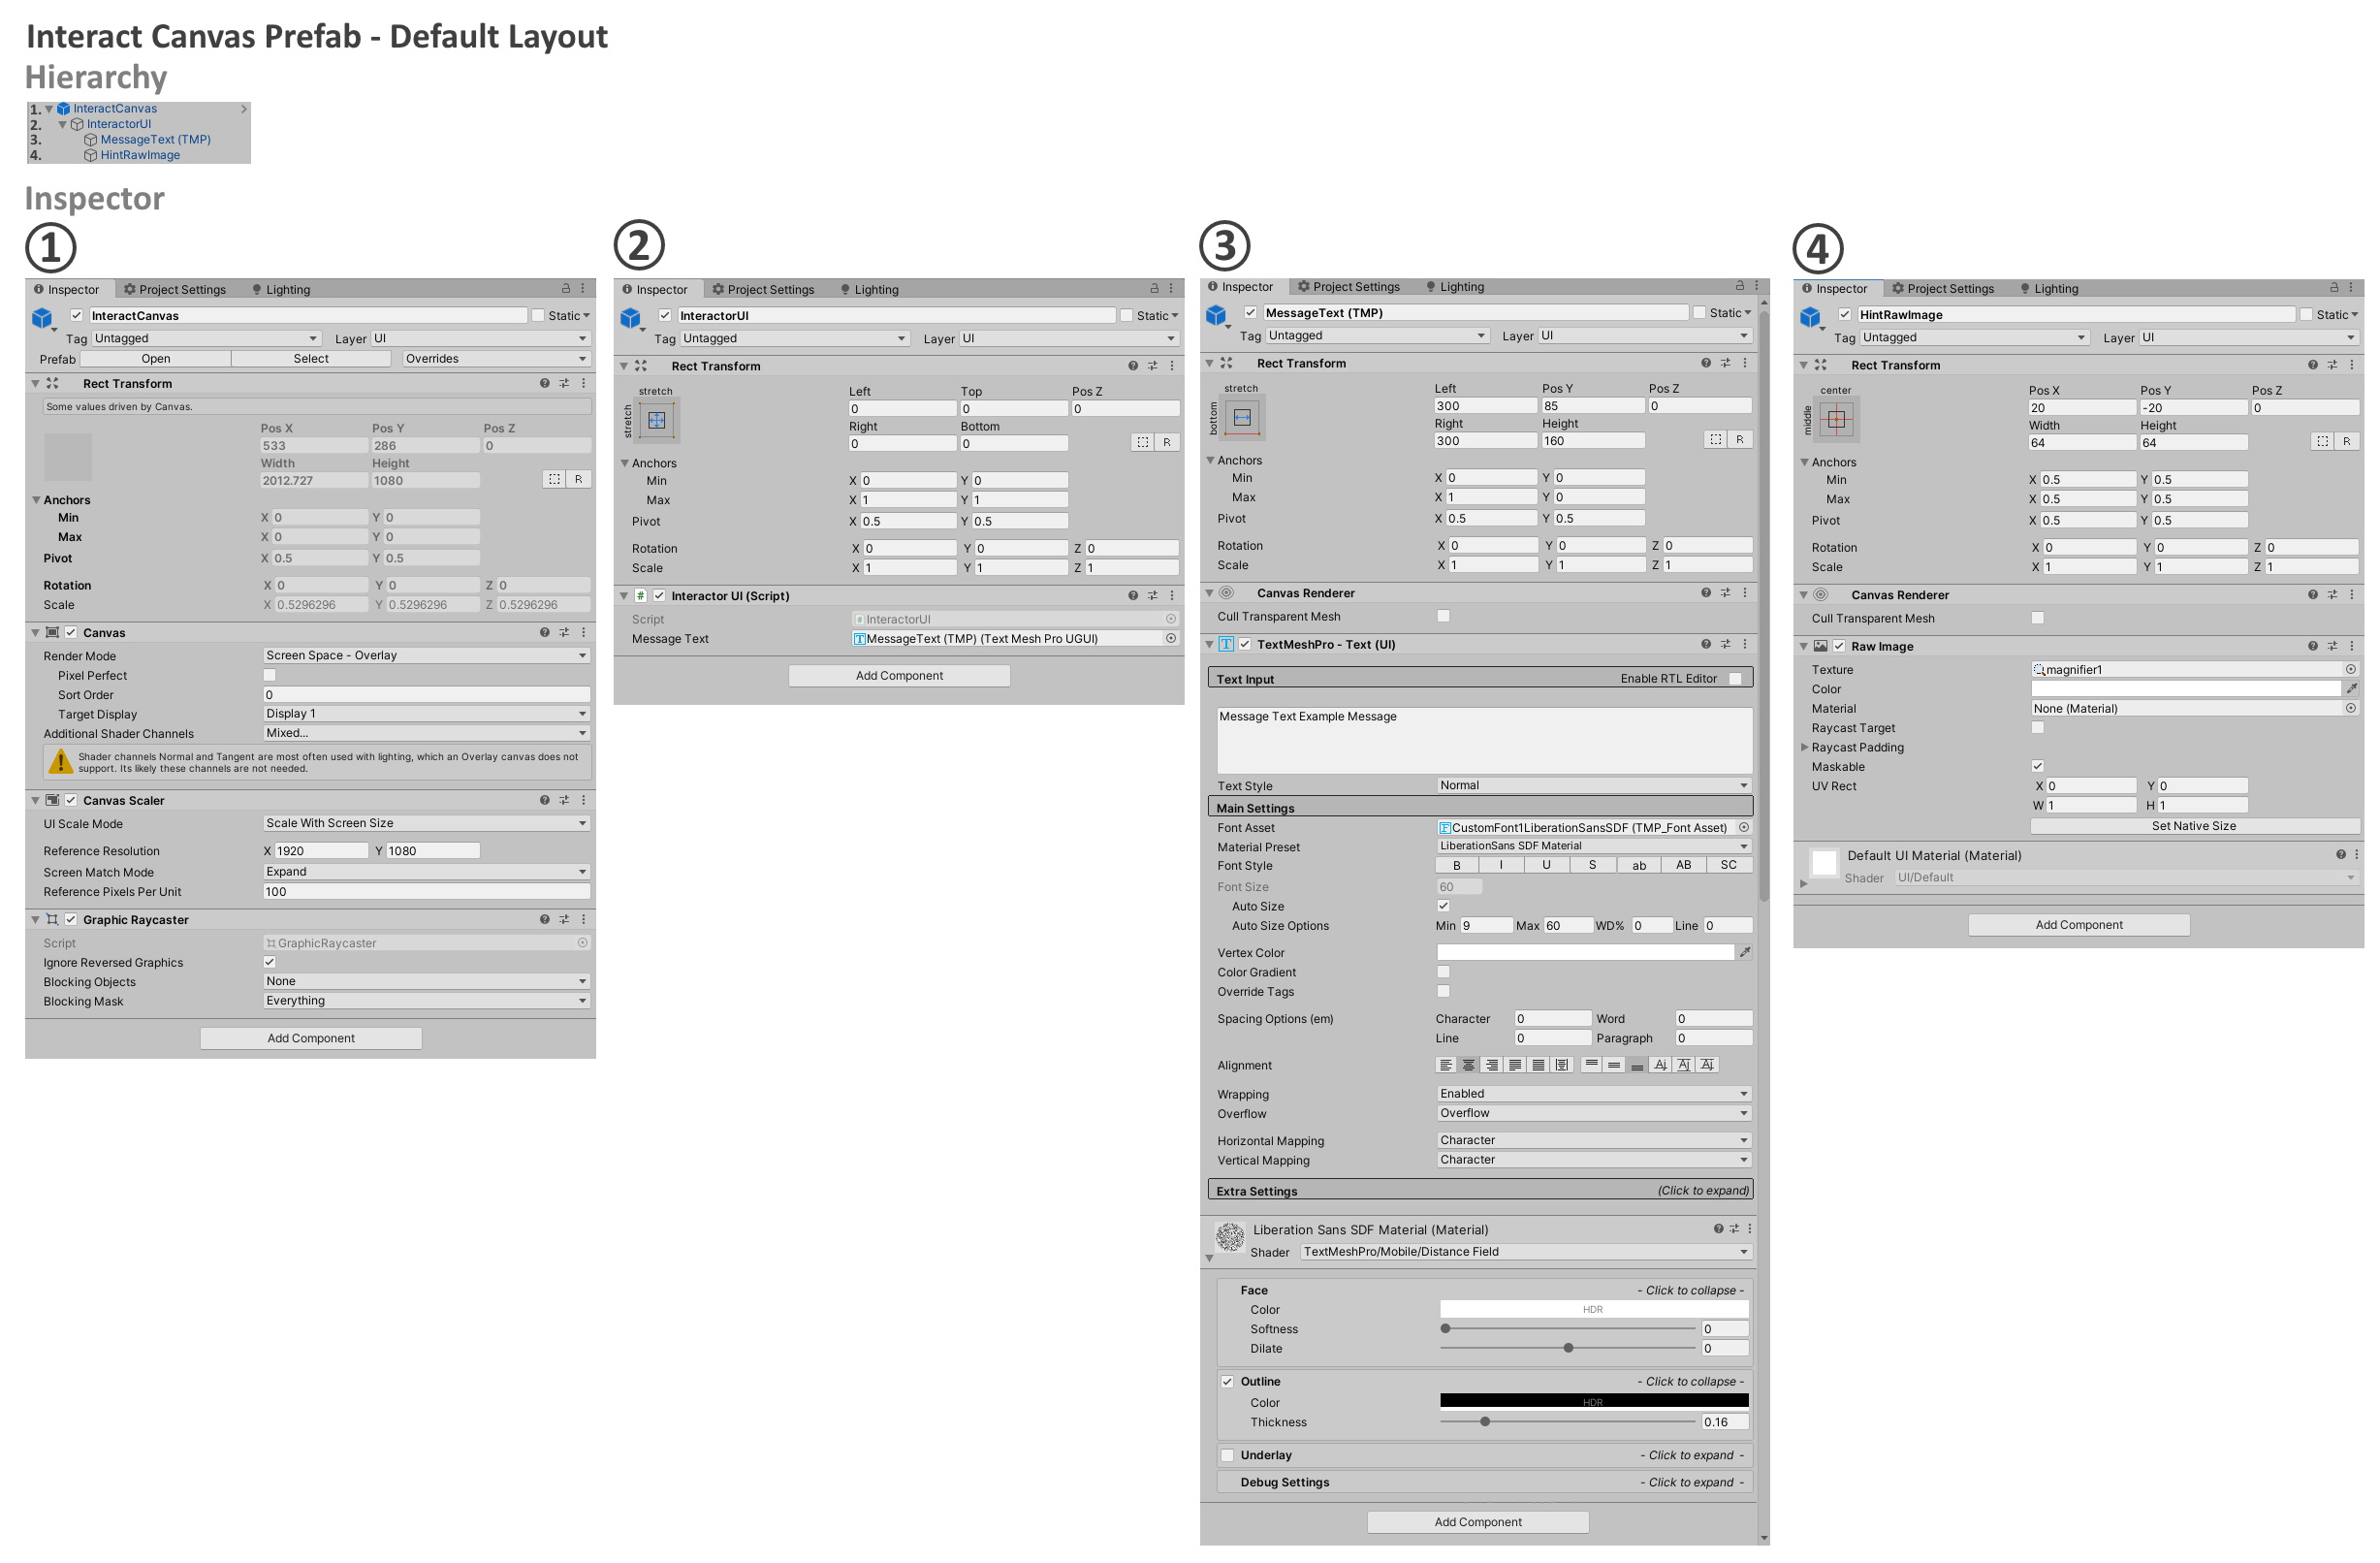 Interact Canvas Prefab - Default Layout
Hierarchy
1. InteractCanvas
2. InteractorUI
3. MessageText (TMP)
4. HintRawImage
Inspector
1
Inspector Project Settings Lighting
InteractCanvas Static
Tag Untagged Layer UI
Prefab Open Select Overrides
Rect Transform
Some values driven by Canvas.
Pos X Pos Y Pos Z
533 286 0
Width Height
2012.727 1080 R
Anchors
Min X 0 Y 0
Max X 0 Y 0
Pivot X 0.5 Y 0.5
Rotation X 0 Y 0 Z 0
Scale X 0.5296296 Y 0.5296296 Z 0.5296296
Canvas
Render Mode Screen Space - Overlay
Pixel Perfect
Sort Order 0
Target Display Display 1
Additional Shader Channels Mixed...
Shader channels Normal and Tangent are most often used with lighting, which an Overlay canvas does not
support. Its likely these channels are not needed.
Canvas Scaler
UI Scale Mode Scale With Screen Size
Reference Resolution X 1920 Y 1080
Screen Match Mode Expand
Reference Pixels Per Unit 100
Graphic Raycaster
Script GraphicRaycaster
Ignore Reversed Graphics
Blocking Objects None
Blocking Mask Everything
Add Component
2
Inspector Project Settings Lighting
InteractorUI Static
Tag Untagged Layer UI
Rect Transform
stretch
stretch
Left Top Pos Z
0 0 0
Right Bottom
0 0 R
Anchors
Min X 0 Y 0
Max X 1 Y 1
Pivot X 0.5 Y 0.5
Rotation X 0 Y 0 Z 0
Scale X 1 Y 1 Z 1
# Interactor UI (Script)
Script # InteractorUI
Message Text MessageText (TMP) (Text Mesh Pro UGUI)
Add Component
3
Inspector Project Settings Lighting
MessageText (TMP) Static
Tag Untagged Layer UI
Rect Transform
stretch
bottom
Left Pos Y Pos Z
300 85 0
Right Height
300 160 R
Anchors
Min X 0 Y 0
Max X 1 Y 0
Pivot X 0.5 Y 0.5
Rotation X 0 Y 0 Z 0
Scale X 1 Y 1 Z 1
Canvas Renderer
Cull Transparent Mesh
T TextMeshPro - Text (UI)
Text Input Enable RTL Editor
Message Text Example Message
Text Style Normal
Main Settings
Font Asset CustomFont1LiberationSansSDF (TMP_Font Asset)
Material Preset LiberationSans SDF Material
Font Style B I U S ab AB SC
Font Size 60
Auto Size
Auto Size Options Min 9 Max 60 WD% 0 Line 0
Vertex Color
Color Gradient
Override Tags
Spacing Options (em) Character 0 Word 0
Line 0 Paragraph 0
Alignment
Wrapping Enabled
Overflow Overflow
Horizontal Mapping Character
Vertical Mapping Character
Extra Settings (Click to expand)
Liberation Sans SDF Material (Material)
Shader TextMeshPro/Mobile/Distance Field
Face - Click to collapse -
Color HDR
Softness 0
Dilate 0
Outline - Click to collapse -
Color HDR
Thickness 0.16
Underlay - Click to expand -
Debug Settings - Click to expand -
Add Component
4
Inspector Project Settings Lighting
HintRawImage Static
Tag Untagged Layer UI
Rect Transform
center
middle
Pos X Pos Y Pos Z
20 -20 0
Width Height
64 64 R
Anchors
Min X 0.5 Y 0.5
Max X 0.5 Y 0.5
Pivot X 0.5 Y 0.5
Rotation X 0 Y 0 Z 0
Scale X 1 Y 1 Z 1
Canvas Renderer
Cull Transparent Mesh
Raw Image
Texture magnifier1
Color
Material None (Material)
Raycast Target
Raycast Padding
Maskable
UV Rect X 0 Y 0
W 1 H 1
Set Native Size
Default UI Material (Material)
Shader UI/Default
Add Component